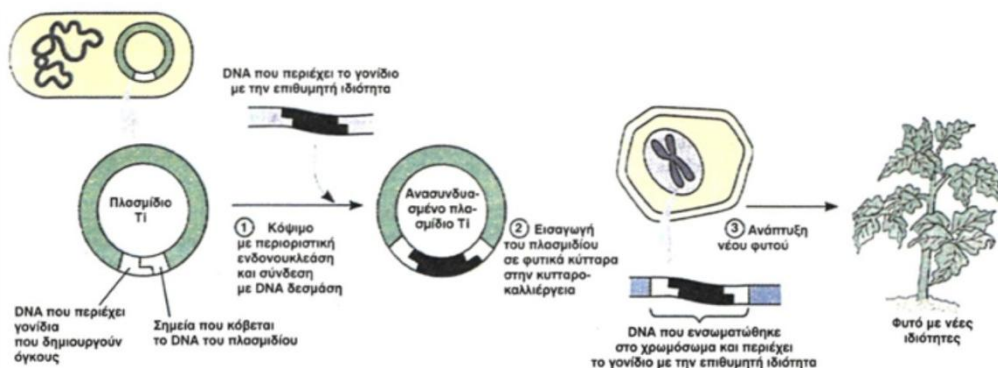 DNA που περιέχει το γονίδιο
με την επιθυμητή ιδιότητα
Πλασμίδιο
Ti
① Κόψιμο
με περιοριστική
ενδονουκλεάση
και σύνδεση
με DNA δεσμάση
DNA που περιέχει
γονίδια
που δημιουργούν
όγκους
Σημεία που κόβεται
το DNA του πλασμιδίου
Ανασυνδυα-
σμένο πλα-
σμίδιο Ti
② Εισαγωγή
του πλασμιδίου
σε φυτικά κύτταρα
στην κυτταρο-
καλλιέργεια
③ Ανάπτυξη
νέου φυτού
DNA που ενσωματώθηκε
στο χρωμόσωμα και περιέχει
το γονίδιο με την επιθυμητή ιδιότητα
Φυτό με νέες
ιδιότητες